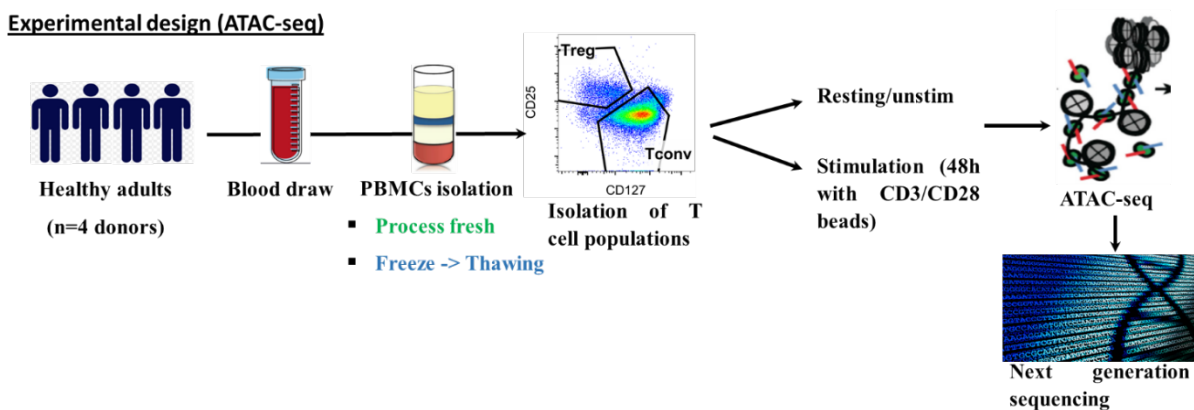 Experimental design (ATAC-seq)
Healthy adults
(n=4 donors)
Blood draw
PBMCs isolation
▪ Process fresh
▪ Freeze -> Thawing
CD25
Treg
Tconv
CD127
Isolation of T
cell populations
Resting/unstim
Stimulation (48h
with CD3/CD28
beads)
ATAC-seq
Next generation
sequencing